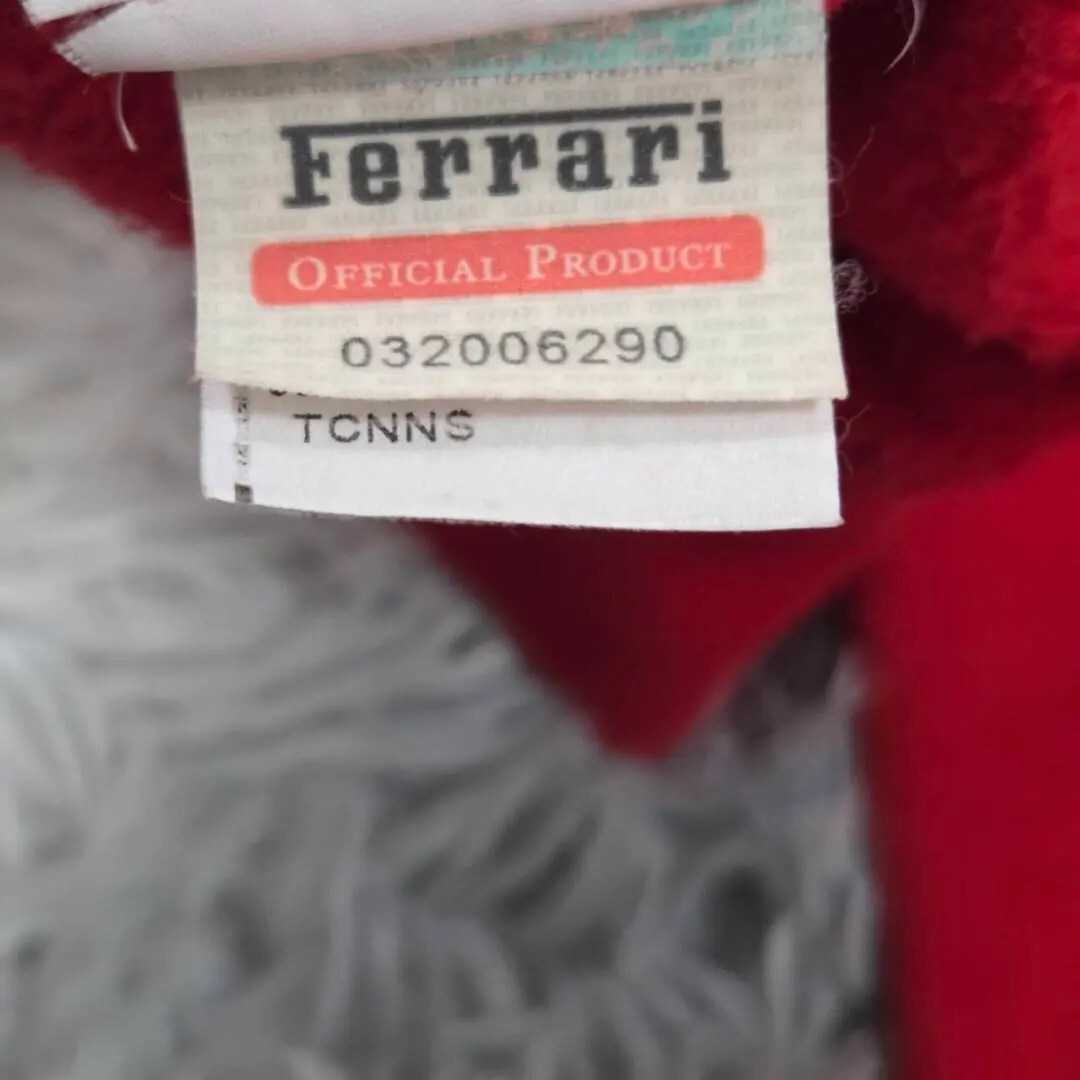 Ferrari
OFFICIAL PRODUCT
032006290
TCNNS